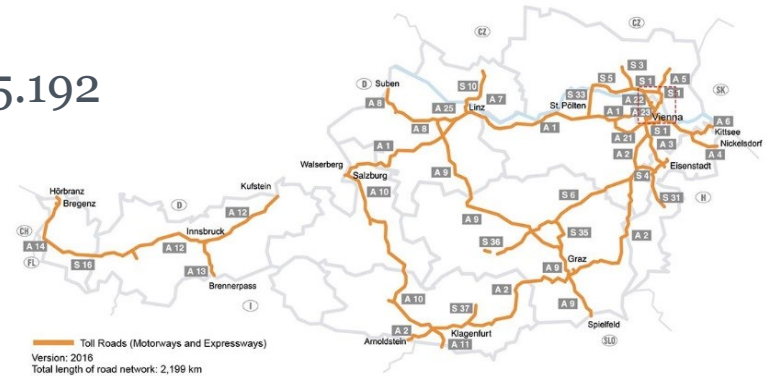 5.192
CZ
CZ
S 3
D
Suben
S 10
S 5
S 1
A 5
A 7
S 33
S 1
SK
A 8
A 25
Linz
St.Pölten
A 22
A 1
A 23
Vienna
A 6
A 8
A 1
S 1
Kittsee
A 21
A 3
Nickelsdorf
A 1
A 2
A 4
Walserberg
Eisenstadt
Salzburg
A 9
S 4
Kufstein
A 10
S 6
S 31
H
Hörbranz
D
Bregenz
A 12
A 9
S 35
A 2
CH
Innsbruck
S 36
A 14
A 12
Graz
FL
S 16
A 13
A 9
Brennerpass
A 2
I
A 10
S 37
A 9
Spielfeld
A 2
Klagenfurt
Arnoldstein
A 11
SLO
Toll Roads (Motorways and Expressways)
Version: 2016
Total length of road network: 2,199 km